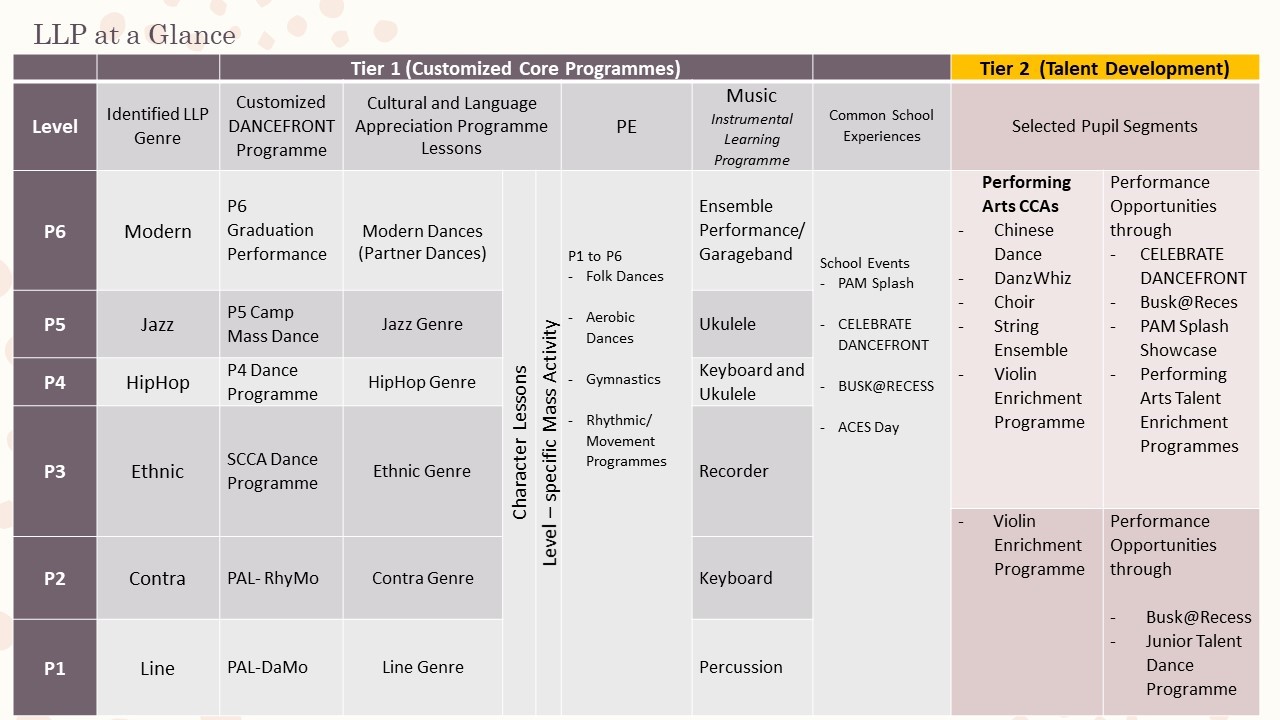 LLP at a Glance
Tier 1 (Customized Core Programmes)
Tier 2 (Talent Development)
Level
Identified LLP
Genre
Customized
DANCEFRONT
Programme
Cultural and Language
Appreciation Programme
Lessons
PE
Music
Instrumental
Learning
Programme
Common School
Experiences
Selected Pupil Segments
P6
Modern
P6
Graduation
Performance
Modern Dances
(Partner Dances)
Character Lessons
Level – specific Mass Activity
P1 to P6
- Folk Dances
- Aerobic
Dances
- Gymnastics
- Rhythmic/
Movement
Programmes
Ensemble
Performance/
Garageband
School Events
- PAM Splash
- CELEBRATE
DANCEFRONT
- BUSK@RECESS
- ACES Day
Performing
Arts CCAs
- Chinese
Dance
- DanzWhiz
- Choir
- String
Ensemble
- Violin
Enrichment
Programme
Performance
Opportunities
through
- CELEBRATE
DANCEFRONT
- Busk@Reces
- PAM Splash
Showcase
- Performing
Arts Talent
Enrichment
Programmes
P5
Jazz
P5 Camp
Mass Dance
Jazz Genre
Ukulele
P4
HipHop
P4 Dance
Programme
HipHop Genre
Keyboard and
Ukulele
P3
Ethnic
SCCA Dance
Programme
Ethnic Genre
Recorder
P2
Contra
PAL- RhyMo
Contra Genre
Keyboard
- Violin
Enrichment
Programme
Performance
Opportunities
through
- Busk@Recess
- Junior Talent
Dance
Programme
P1
Line
PAL-DaMo
Line Genre
Percussion